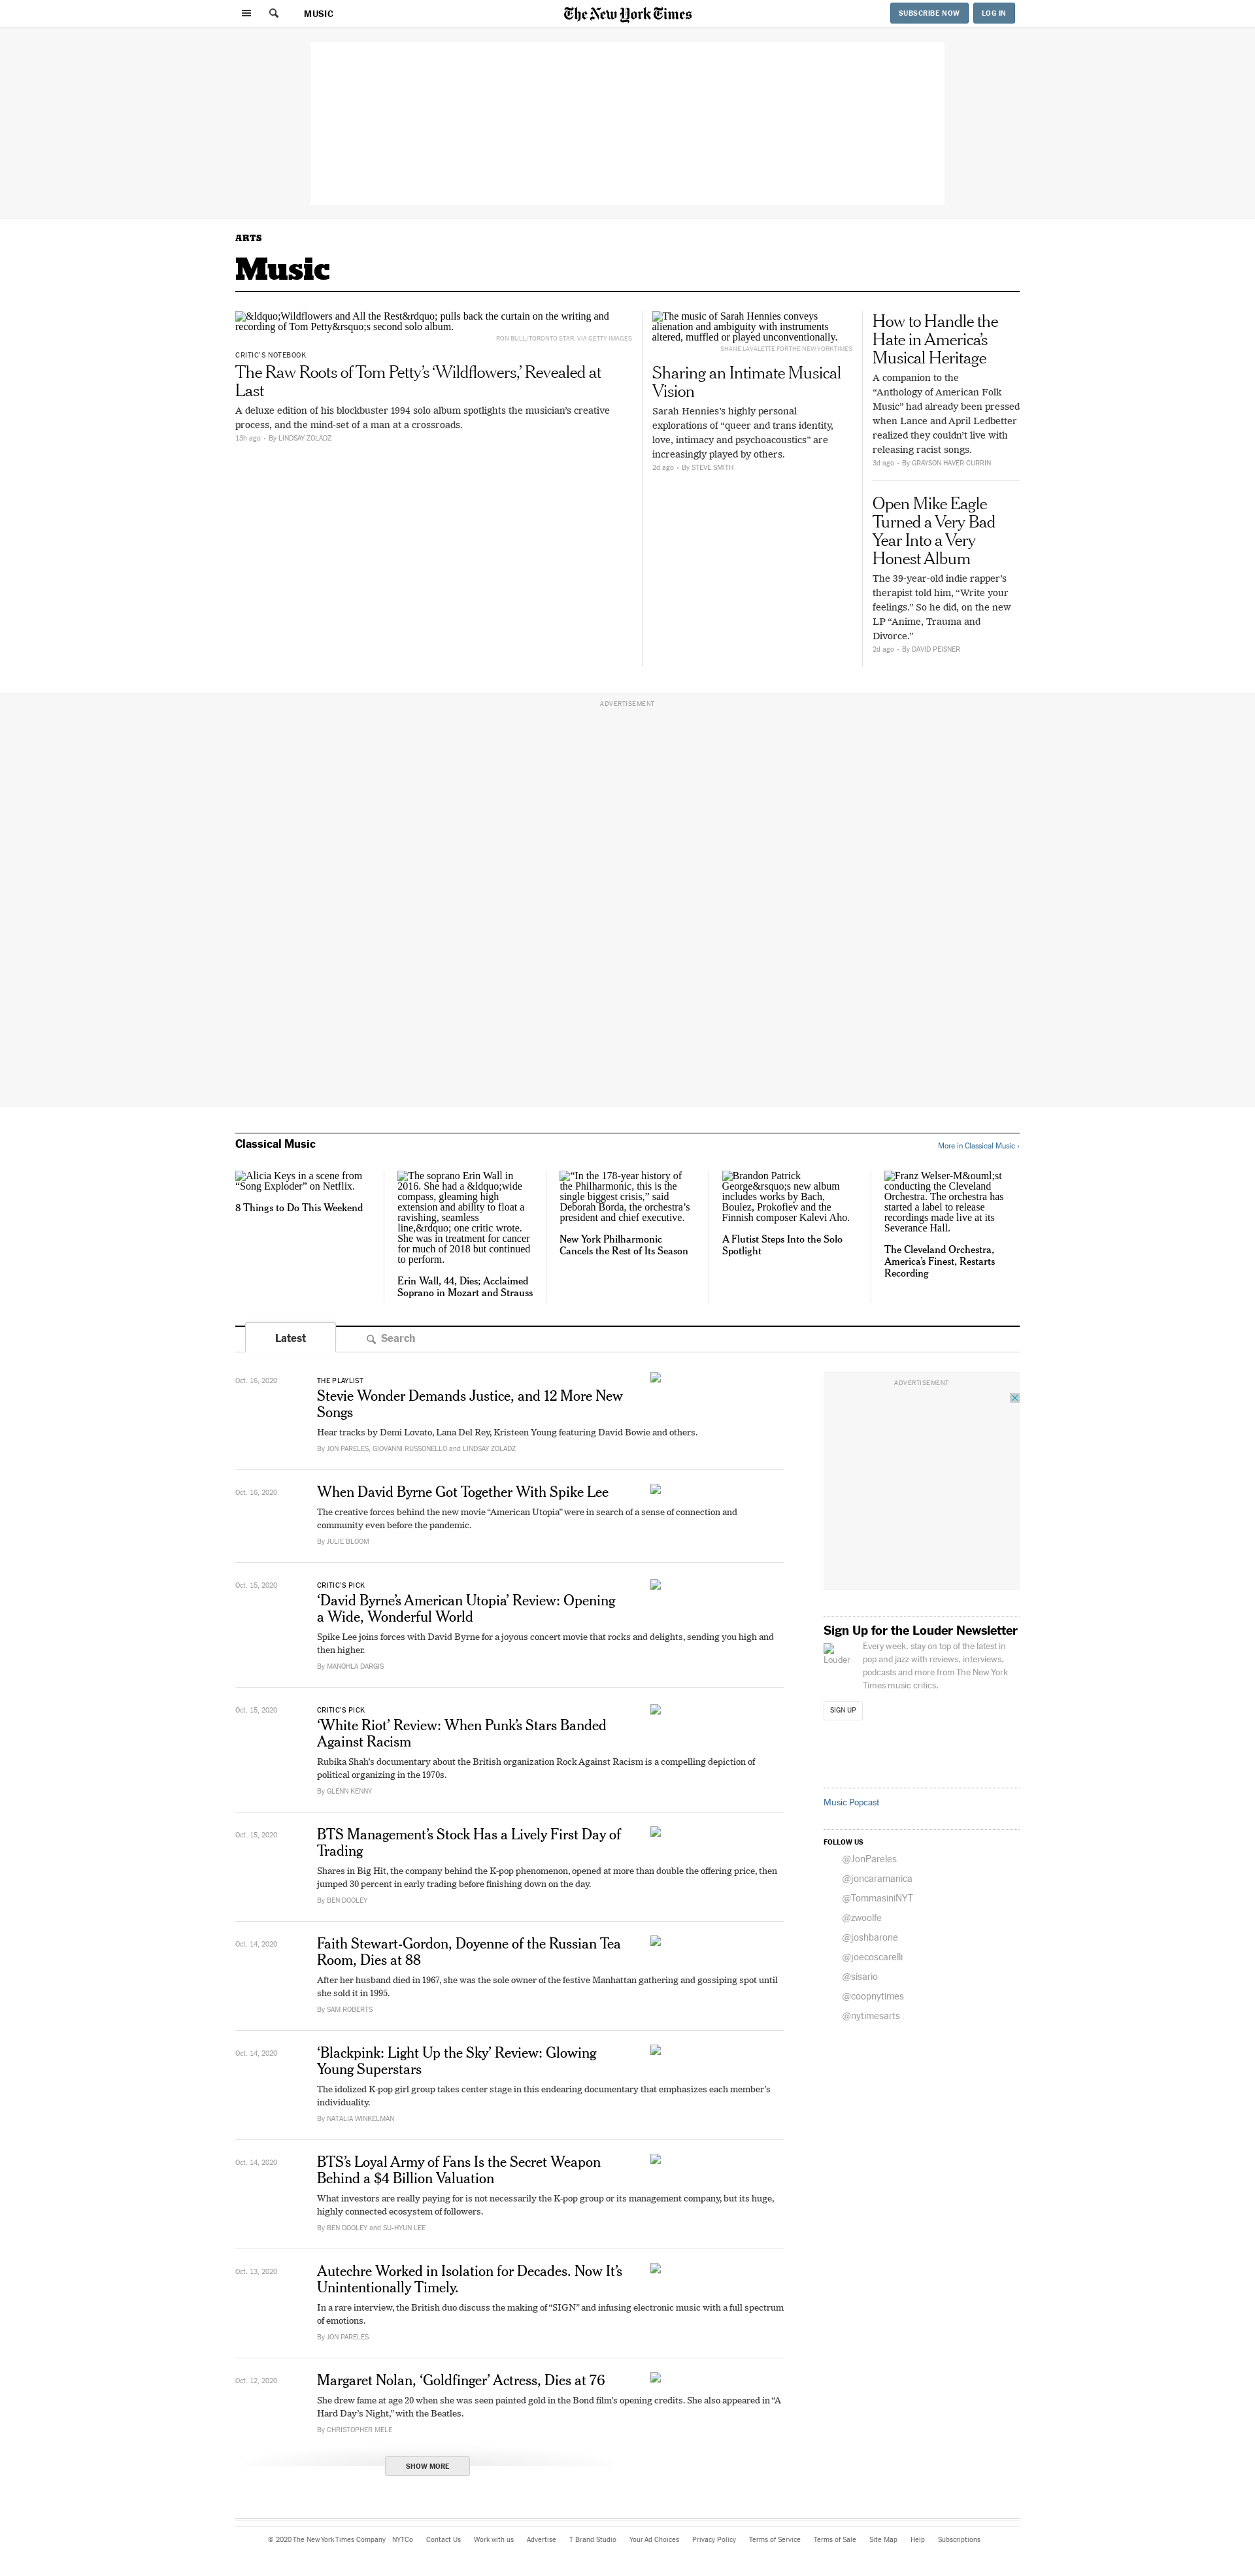 MUSIC
The New York Times
SUBSCRIBE NOW
LOG IN
ARTS
Music
&ldquo;Wildflowers and All the Rest&rdquo; pulls back the curtain on the writing and
recording of Tom Petty&rsquo;s second solo album.
RON BULL/TORONTO STAR, VIA GETTY IMAGES
CRITIC'S NOTEBOOK
The Raw Roots of Tom Petty’s ‘Wildflowers,’ Revealed at
Last
A deluxe edition of his blockbuster 1994 solo album spotlights the musician's creative
process, and the mind-set of a man at a crossroads.
13h ago · By LINDSAY ZOLADZ
The music of Sarah Hennies conveys
alienation and ambiguity with instruments
altered, muffled or played unconventionally.
SHANE LAVALETTE FOR THE NEW YORK TIMES
Sharing an Intimate Musical
Vision
Sarah Hennies’s highly personal
explorations of “queer and trans identity,
love, intimacy and psychoacoustics” are
increasingly played by others.
2d ago · By STEVE SMITH
How to Handle the
Hate in America’s
Musical Heritage
A companion to the
“Anthology of American Folk
Music” had already been pressed
when Lance and April Ledbetter
realized they couldn't live with
releasing racist songs.
3d ago · By GRAYSON HAVER CURRIN
Open Mike Eagle
Turned a Very Bad
Year Into a Very
Honest Album
The 39-year-old indie rapper’s
therapist told him, “Write your
feelings.” So he did, on the new
LP “Anime, Trauma and
Divorce.”
2d ago · By DAVID PEISNER
ADVERTISEMENT
Classical Music
More in Classical Music ›
Alicia Keys in a scene from
“Song Exploder” on Netflix.
8 Things to Do This Weekend
The soprano Erin Wall in
2016. She had a &ldquo;wide
compass, gleaming high
extension and ability to float a
ravishing, seamless
line,&rdquo; one critic wrote.
She was in treatment for cancer
for much of 2018 but continued
to perform.
Erin Wall, 44, Dies; Acclaimed
Soprano in Mozart and Strauss
“In the 178-year history of
the Philharmonic, this is the
single biggest crisis,” said
Deborah Borda, the orchestra’s
president and chief executive.
New York Philharmonic
Cancels the Rest of Its Season
Brandon Patrick
George&rsquo;s new album
includes works by Bach,
Boulez, Prokofiev and the
Finnish composer Kalevi Aho.
A Flutist Steps Into the Solo
Spotlight
Franz Welser-M&ouml;st
conducting the Cleveland
Orchestra. The orchestra has
started a label to release
recordings made live at its
Severance Hall.
The Cleveland Orchestra,
America’s Finest, Restarts
Recording
Latest
Search
Oct. 16, 2020
THE PLAYLIST
Stevie Wonder Demands Justice, and 12 More New
Songs
Hear tracks by Demi Lovato, Lana Del Rey, Kristeen Young featuring David Bowie and others.
By JON PARELES, GIOVANNI RUSSONELLO and LINDSAY ZOLADZ
Oct. 16, 2020
When David Byrne Got Together With Spike Lee
The creative forces behind the new movie “American Utopia” were in search of a sense of connection and
community even before the pandemic.
By JULIE BLOOM
Oct. 15, 2020
CRITIC’S PICK
‘David Byrne’s American Utopia’ Review: Opening
a Wide, Wonderful World
Spike Lee joins forces with David Byrne for a joyous concert movie that rocks and delights, sending you high and
then higher.
By MANOHLA DARGIS
Oct. 15, 2020
CRITIC’S PICK
‘White Riot’ Review: When Punk’s Stars Banded
Against Racism
Rubika Shah’s documentary about the British organization Rock Against Racism is a compelling depiction of
political organizing in the 1970s.
By GLENN KENNY
Oct. 15, 2020
BTS Management’s Stock Has a Lively First Day of
Trading
Shares in Big Hit, the company behind the K-pop phenomenon, opened at more than double the offering price, then
jumped 30 percent in early trading before finishing down on the day.
By BEN DOOLEY
Oct. 14, 2020
Faith Stewart-Gordon, Doyenne of the Russian Tea
Room, Dies at 88
After her husband died in 1967, she was the sole owner of the festive Manhattan gathering and gossiping spot until
she sold it in 1995.
By SAM ROBERTS
Oct. 14, 2020
‘Blackpink: Light Up the Sky’ Review: Glowing
Young Superstars
The idolized K-pop girl group takes center stage in this endearing documentary that emphasizes each member’s
individuality.
By NATALIA WINKELMAN
Oct. 14, 2020
BTS’s Loyal Army of Fans Is the Secret Weapon
Behind a $4 Billion Valuation
What investors are really paying for is not necessarily the K-pop group or its management company, but its huge,
highly connected ecosystem of followers.
By BEN DOOLEY and SU-HYUN LEE
Oct. 13, 2020
Autechre Worked in Isolation for Decades. Now It’s
Unintentionally Timely.
In a rare interview, the British duo discuss the making of “SIGN” and infusing electronic music with a full spectrum
of emotions.
By JON PARELES
Oct. 12, 2020
Margaret Nolan, ‘Goldfinger’ Actress, Dies at 76
She drew fame at age 20 when she was seen painted gold in the Bond film’s opening credits. She also appeared in “A
Hard Day’s Night,” with the Beatles.
By CHRISTOPHER MELE
SHOW MORE
ADVERTISEMENT
Sign Up for the Louder Newsletter
Louder
Every week, stay on top of the latest in
pop and jazz with reviews, interviews,
podcasts and more from The New York
Times music critics.
SIGN UP
Music Popcast
FOLLOW US
@JonPareles
@joncaramanica
@TommasiniNYT
@zwoolfe
@joshbarone
@joecoscarelli
@sisario
@coopnytimes
@nytimesarts
© 2020 The New York Times Company NYTCo Contact Us Work with us Advertise T Brand Studio Your Ad Choices Privacy Policy Terms of Service Terms of Sale Site Map Help Subscriptions